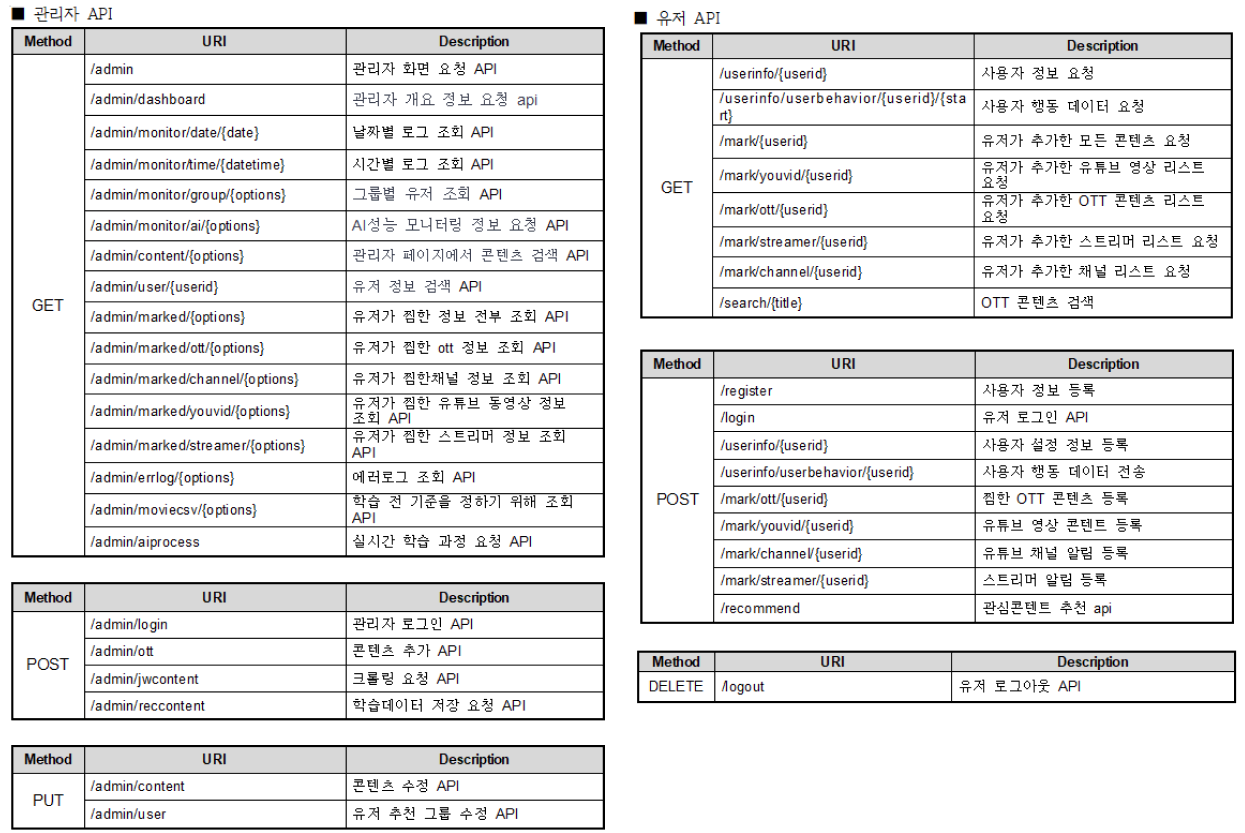 ■ 관리자 API
Method URI Description
GET
/admin 관리자 화면 요청 API
/admin/dashboard 관리자 개요 정보 요청 api
/admin/monitor/date/{date} 날짜별 로그 조회 API
/admin/monitor/time/{datetime} 시간별 로그 조회 API
/admin/monitor/group/{options} 그룹별 유저 조회 API
/admin/monitor/ai/{options} AI성능 모니터링 정보 요청 API
/admin/content/{options} 관리자 페이지에서 콘텐츠 검색 API
/admin/user/{userid} 유저 정보 검색 API
/admin/marked/{options} 유저가 찜한 정보 전부 조회 API
/admin/marked/ott/{options} 유저가 찜한 ott 정보 조회 API
/admin/marked/channel/{options} 유저가 찜한채널 정보 조회 API
/admin/marked/youvid/{options} 유저가 찜한 유튜브 동영상 정보
조회 API
/admin/marked/streamer/{options} 유저가 찜한 스트리머 정보 조회
API
/admin/errlog/{options} 에러로그 조회 API
/admin/moviecsv/{options} 학습 전 기준을 정하기 위해 조회
API
/admin/aiprocess 실시간 학습 과정 요청 API
Method URI Description
POST
/admin/login 관리자 로그인 API
/admin/ott 콘텐츠 추가 API
/admin/jwcontent 크롤링 요청 API
/admin/reccontent 학습데이터 저장 요청 API
Method URI Description
PUT
/admin/content 콘텐츠 수정 API
/admin/user 유저 추천 그룹 수정 API
■ 유저 API
Method URI Description
GET
/userinfo/{userid} 사용자 정보 요청
/userinfo/userbehavior/{userid}/{sta
rt} 사용자 행동 데이터 요청
/mark/{userid} 유저가 추가한 모든 콘텐츠 요청
/mark/youvid/{userid} 유저가 추가한 유튜브 영상 리스트
요청
/mark/ott/{userid} 유저가 추가한 OTT 콘텐츠 리스트
요청
/mark/streamer/{userid} 유저가 추가한 스트리머 리스트 요청
/mark/channel/{userid} 유저가 추가한 채널 리스트 요청
/search/{title} OTT 콘텐츠 검색
Method URI Description
POST
/register 사용자 정보 등록
/login 유저 로그인 API
/userinfo/{userid} 사용자 설정 정보 등록
/userinfo/userbehavior/{userid} 사용자 행동 데이터 전송
/mark/ott/{userid} 찜한 OTT 콘텐츠 등록
/mark/youvid/{userid} 유튜브 영상 콘텐트 등록
/mark/channel/{userid} 유튜브 채널 알림 등록
/mark/streamer/{userid} 스트리머 알림 등록
/recommend 관심콘텐트 추천 api
Method URI Description
DELETE /logout 유저 로그아웃 API